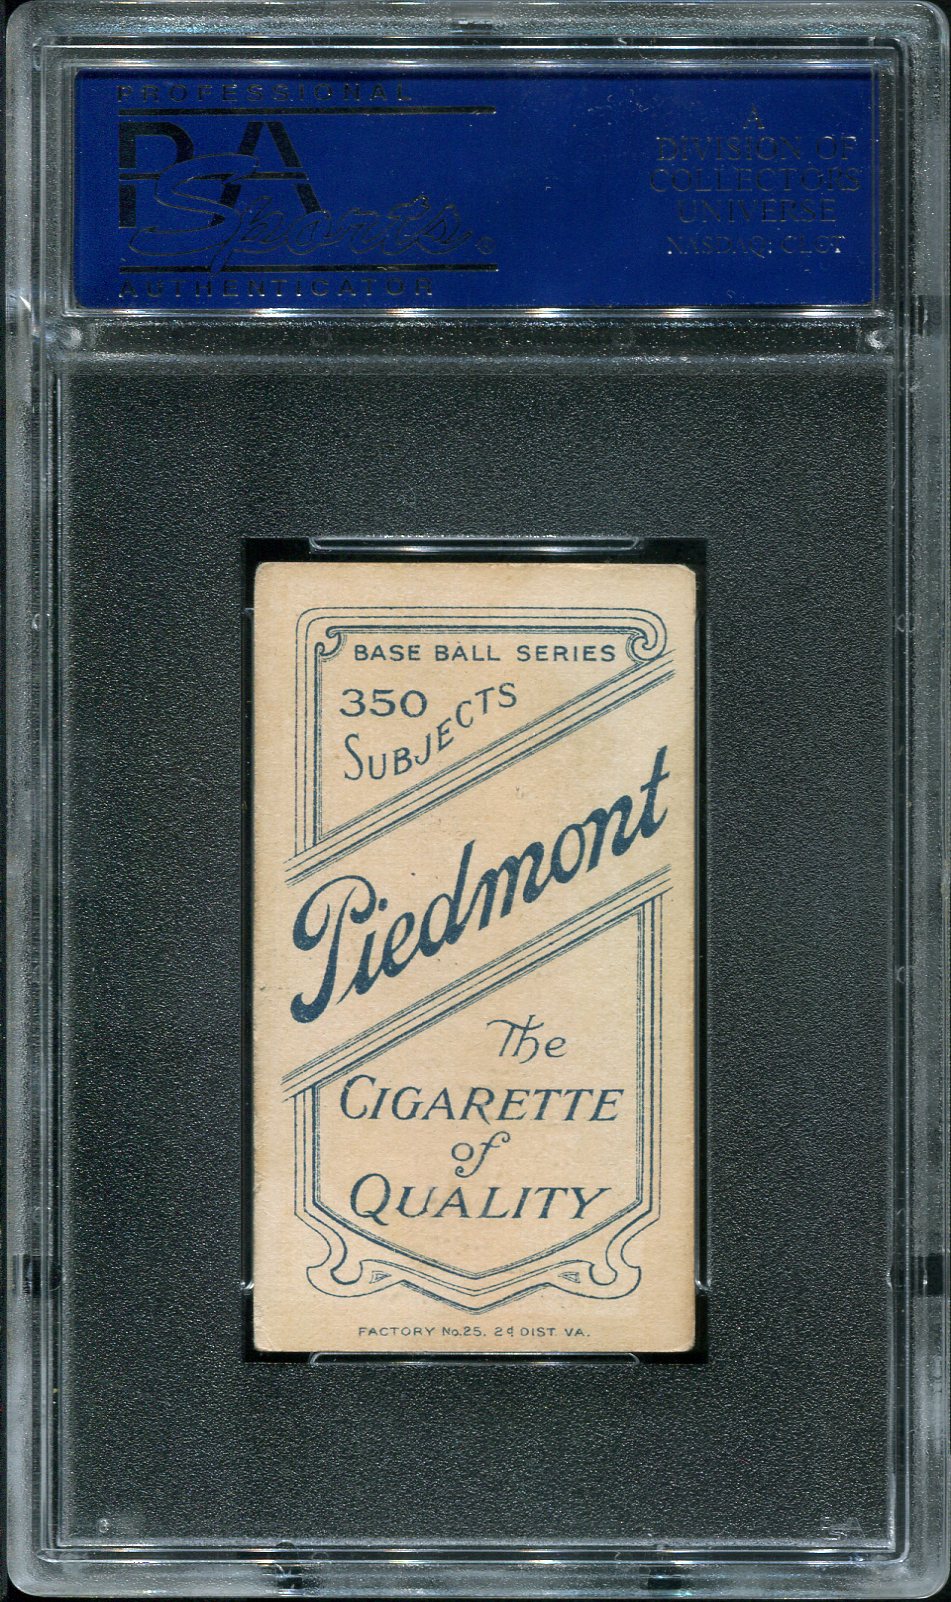 PROFESSIONAL
PSA
Sports®
AUTHENTICATOR
A
DIVISION OF
COLLECTORS
UNIVERSE
NASDAQ: CLCT
BASE BALL SERIES
350
SUBJECTS
Piedmont
The
CIGARETTE
of
QUALITY
FACTORY No. 25. 2d DIST. VA.